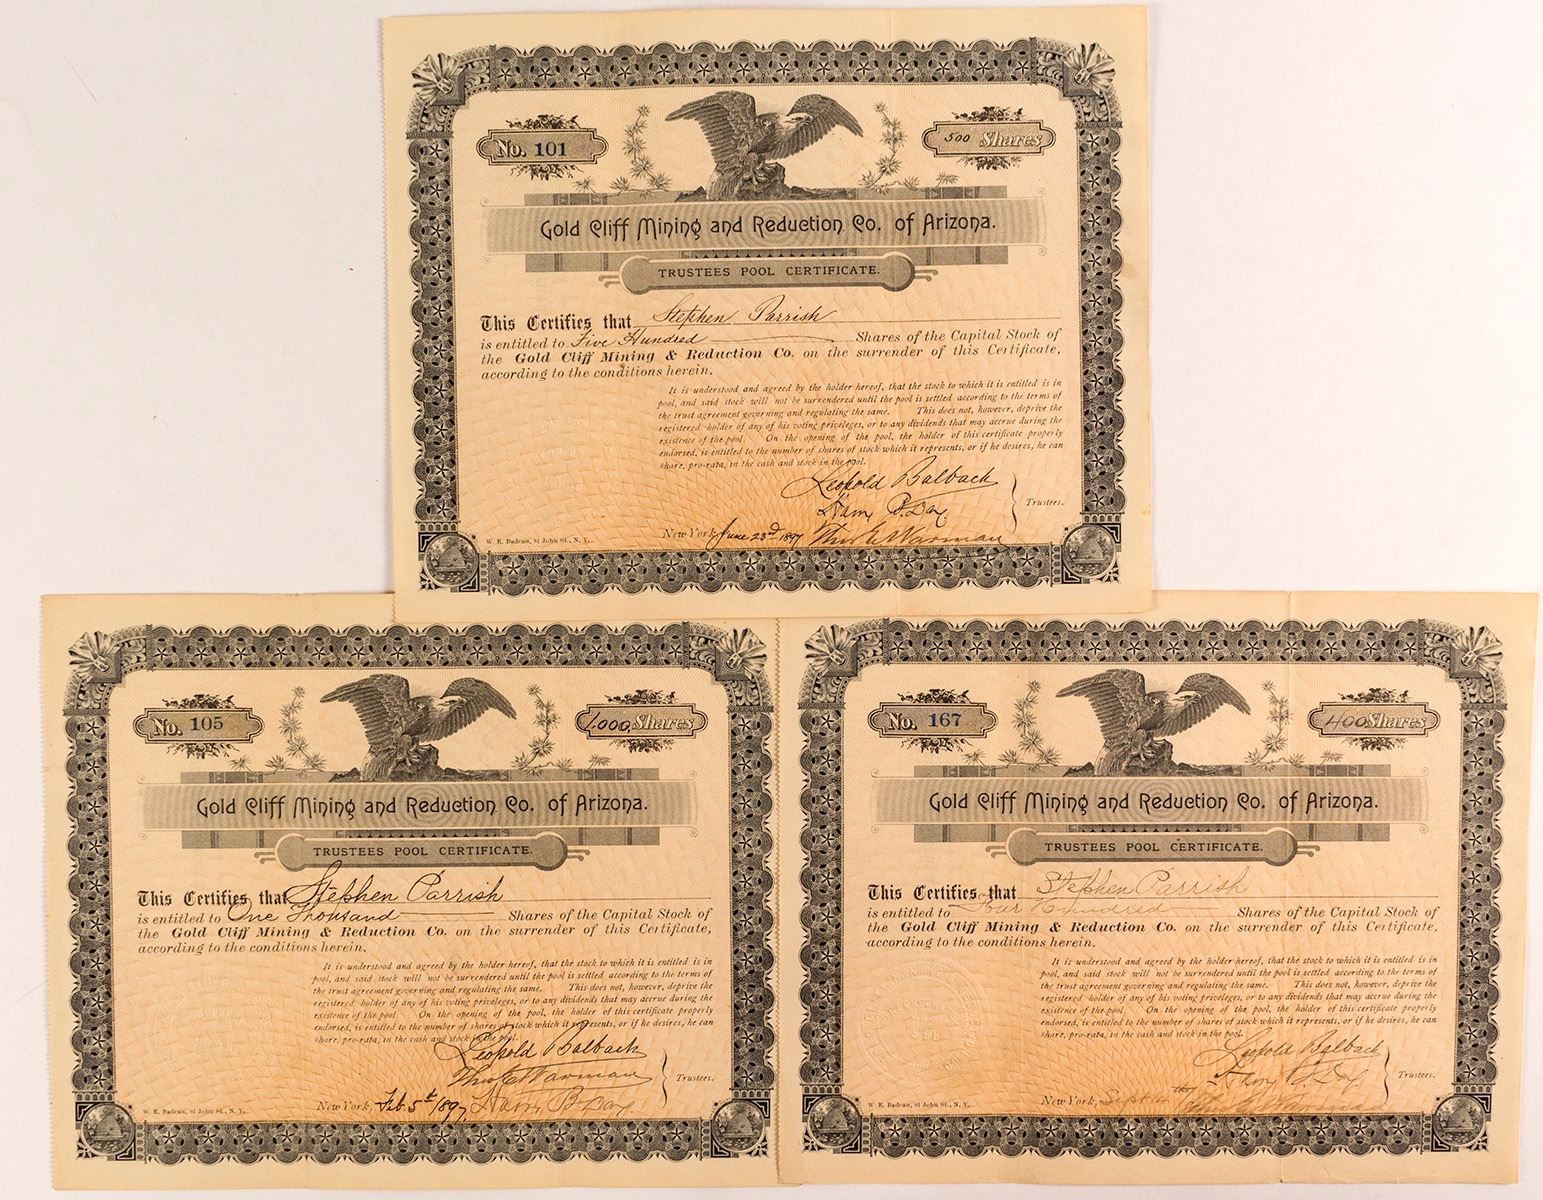 No. 101
500 Shares
Gold Cliff Mining and Reduction Co. of Arizona.
TRUSTEES POOL CERTIFICATE.
This Certifies that Stephen Parrish
is entitled to Five Hundred Shares of the Capital Stock of
the Gold Cliff Mining & Reduction Co. on the surrender of this Certificate,
according to the conditions herein.
It is understood and agreed by the holder hereof, that the stock to which it is entitled is in
pool, and said stock will not be surrendered until the pool is settled according to the terms of
the trust agreement governing and regulating the same. This does not, however, deprive the
registered holder of any of his voting priveleges, or to any dividends that may accrue during the
existence of the pool. On the opening of the pool, the holder of this certificate properly
endorsed, is entitled to the number of shares of stock which it represents, or if he desires, he can
share, pro-rata, in the cash and stock in the pool.
Leopold Balbach
Harry B. Day
Trustees.
New York, June 23d 1897 Warman
W. E. Badeau, 81 John St., N. Y.
No. 105
1,000 Shares
Gold Cliff Mining and Reduction Co. of Arizona.
TRUSTEES POOL CERTIFICATE.
This Certifies that Stephen Parrish
is entitled to One Thousand Shares of the Capital Stock of
the Gold Cliff Mining & Reduction Co. on the surrender of this Certificate,
according to the conditions herein.
It is understood and agreed by the holder hereof, that the stock to which it is entitled is in
pool, and said stock will not be surrendered until the pool is settled according to the terms of
the trust agreement governing and regulating the same. This does not, however, deprive the
registered holder of any of his voting priveleges, or to any dividends that may accrue during the
existence of the pool. On the opening of the pool, the holder of this certificate properly
endorsed, is entitled to the number of shares of stock which it represents, or if he desires, he can
share, pro-rata, in the cash and stock in the pool.
Leopold Balbach
Warman
Trustees.
New York, Feb. 5th 1897 Harry B. Day
W. E. Badeau, 81 John St., N. Y.
No. 167
400 Shares
Gold Cliff Mining and Reduction Co. of Arizona.
TRUSTEES POOL CERTIFICATE.
This Certifies that Stephen Parrish
is entitled to Four Hundred Shares of the Capital Stock of
the Gold Cliff Mining & Reduction Co. on the surrender of this Certificate,
according to the conditions herein.
It is understood and agreed by the holder hereof, that the stock to which it is entitled is in
pool, and said stock will not be surrendered until the pool is settled according to the terms of
the trust agreement governing and regulating the same. This does not, however, deprive the
registered holder of any of his voting priveleges, or to any dividends that may accrue during the
existence of the pool. On the opening of the pool, the holder of this certificate properly
endorsed, is entitled to the number of shares of stock which it represents, or if he desires, he can
share, pro-rata, in the cash and stock in the pool.
Leopold Balbach
Harry B. Day
Trustees.
New York, Sept 14 Warman
W. E. Badeau, 81 John St., N. Y.